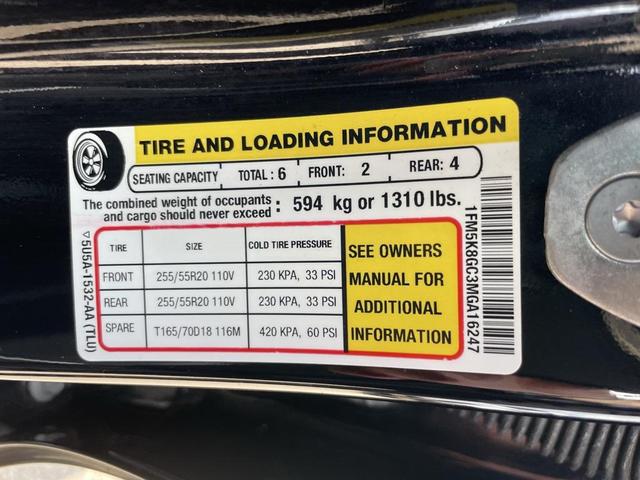 TIRE AND LOADING INFORMATION
SEATING CAPACITY TOTAL : 6 FRONT: 2 REAR: 4
The combined weight of occupants
and cargo should never exceed : 594 kg or 1310 lbs.
TIRE SIZE COLD TIRE PRESSURE
FRONT 255/55R20 110V 230 KPA, 33 PSI
REAR 255/55R20 110V 230 KPA, 33 PSI
SPARE T165/70D18 116M 420 KPA, 60 PSI
SEE OWNERS
MANUAL FOR
ADDITIONAL
INFORMATION
▽5U5A-1532-AA (TLU)
1FM5K8GC3MGA16247